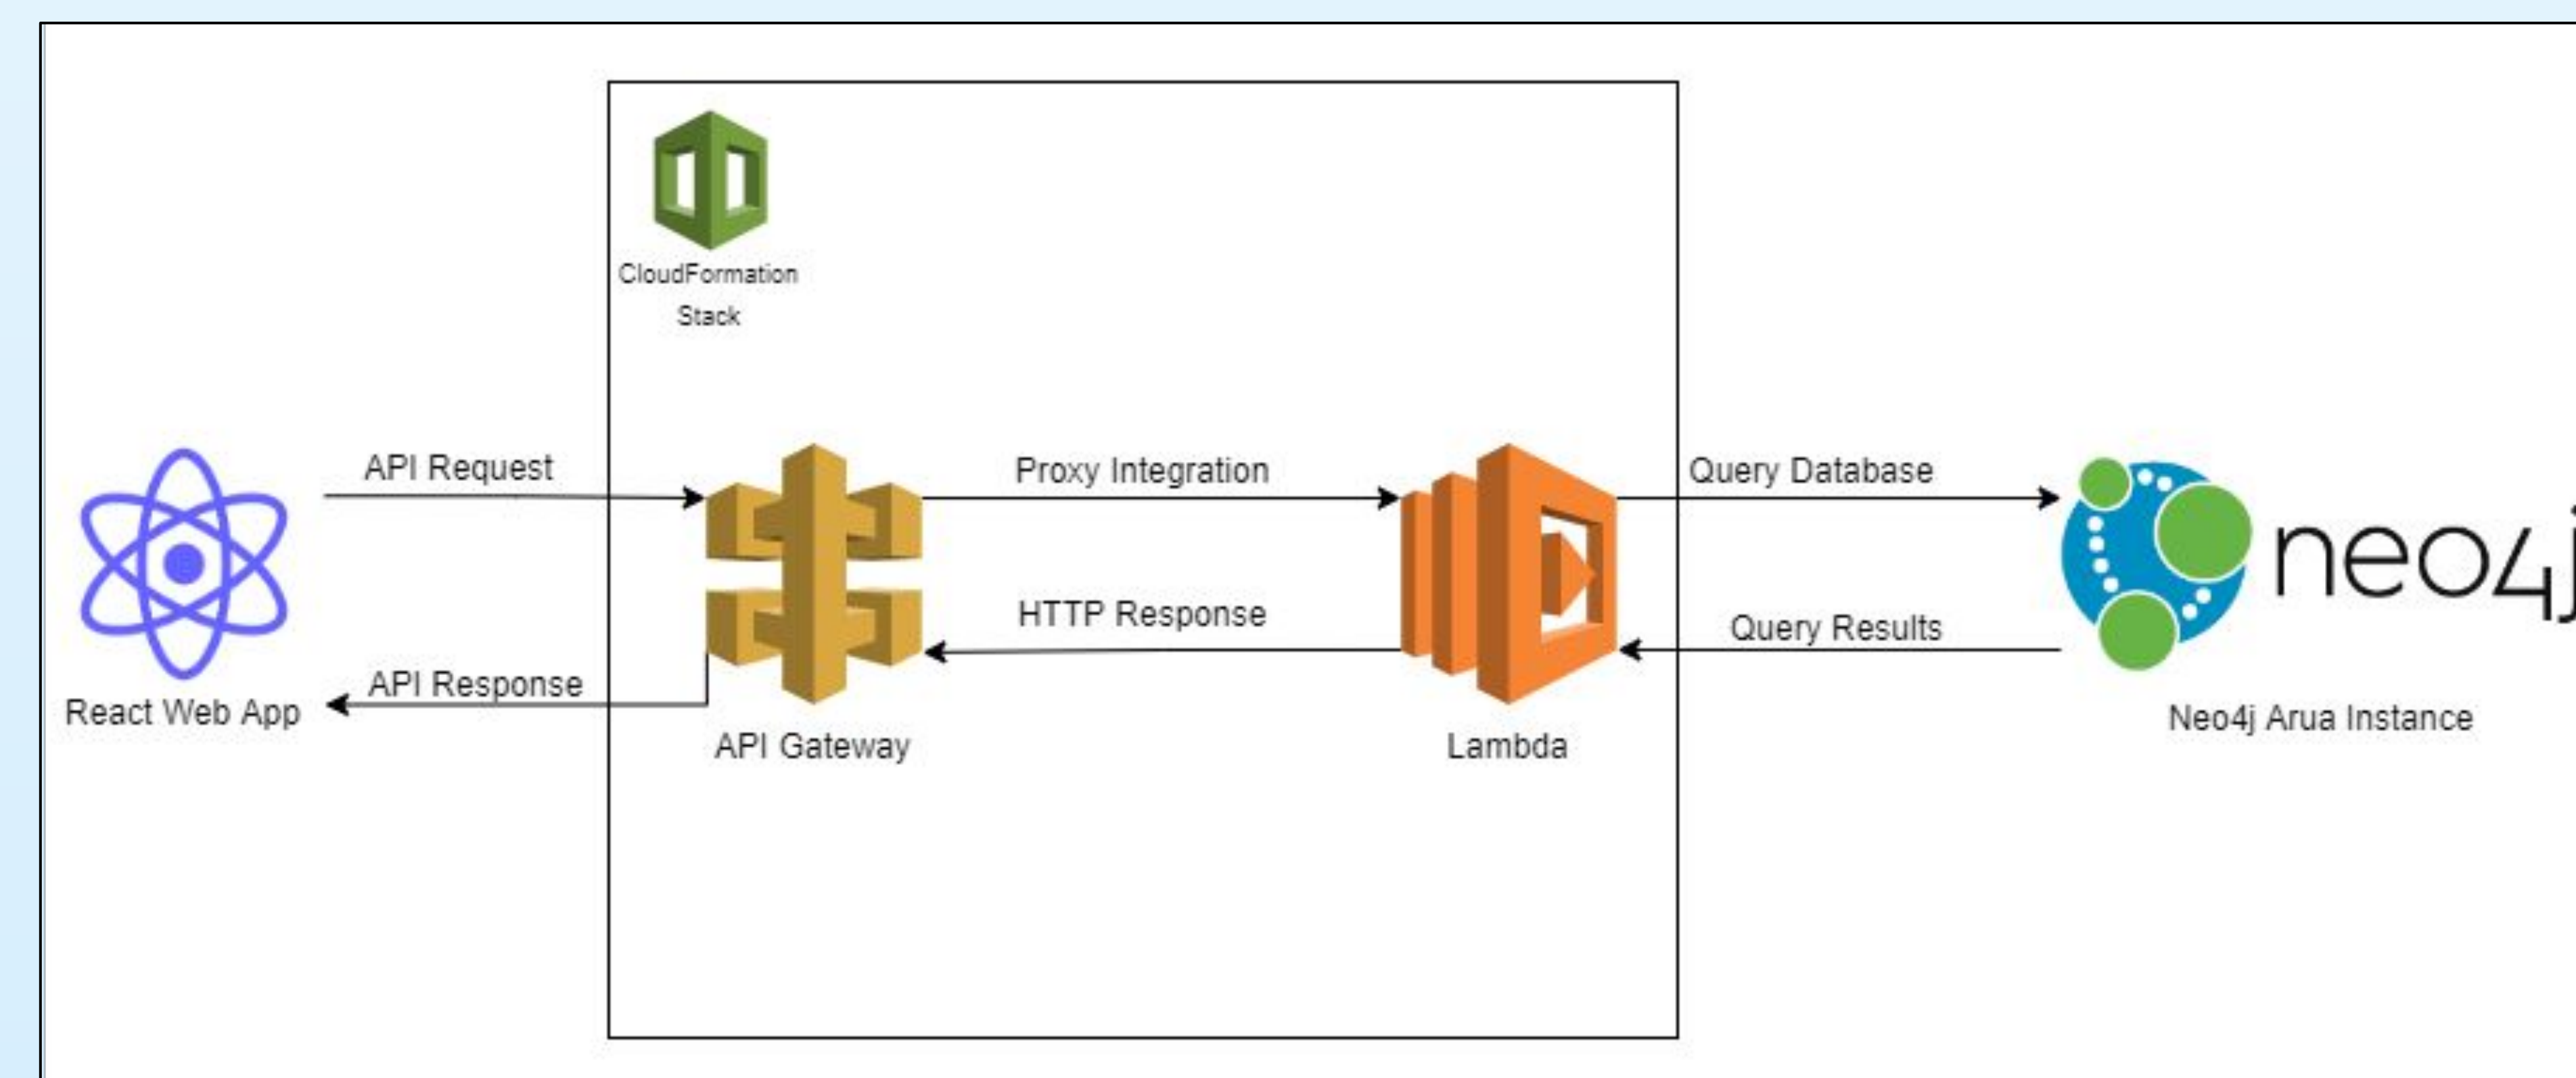 CloudFormation
Stack
API Request
Proxy Integration
Query Database
neo4j
HTTP Response
Query Results
API Response
React Web App
API Gateway
Lambda
Neo4j Arua Instance